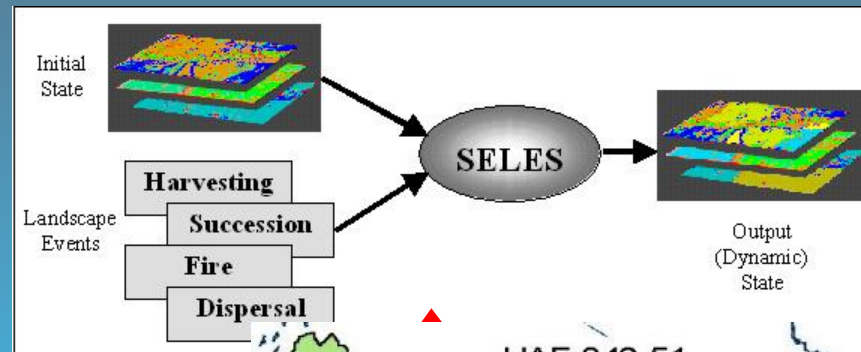 Initial
State
Landscape
Events
Harvesting
Succession
Fire
Dispersal
SELES
Output
(Dynamic)
State